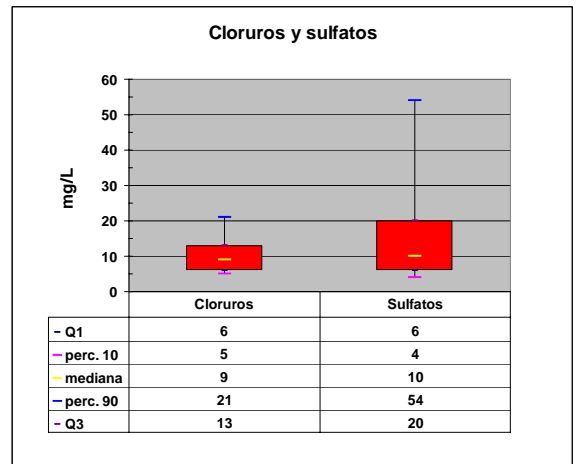 Cloruros y sulfatos
60
50
40
30
20
10
0
mg/L
Cloruros Sulfatos
Q1 6 6
perc. 10 5 4
mediana 9 10
perc. 90 21 54
Q3 13 20